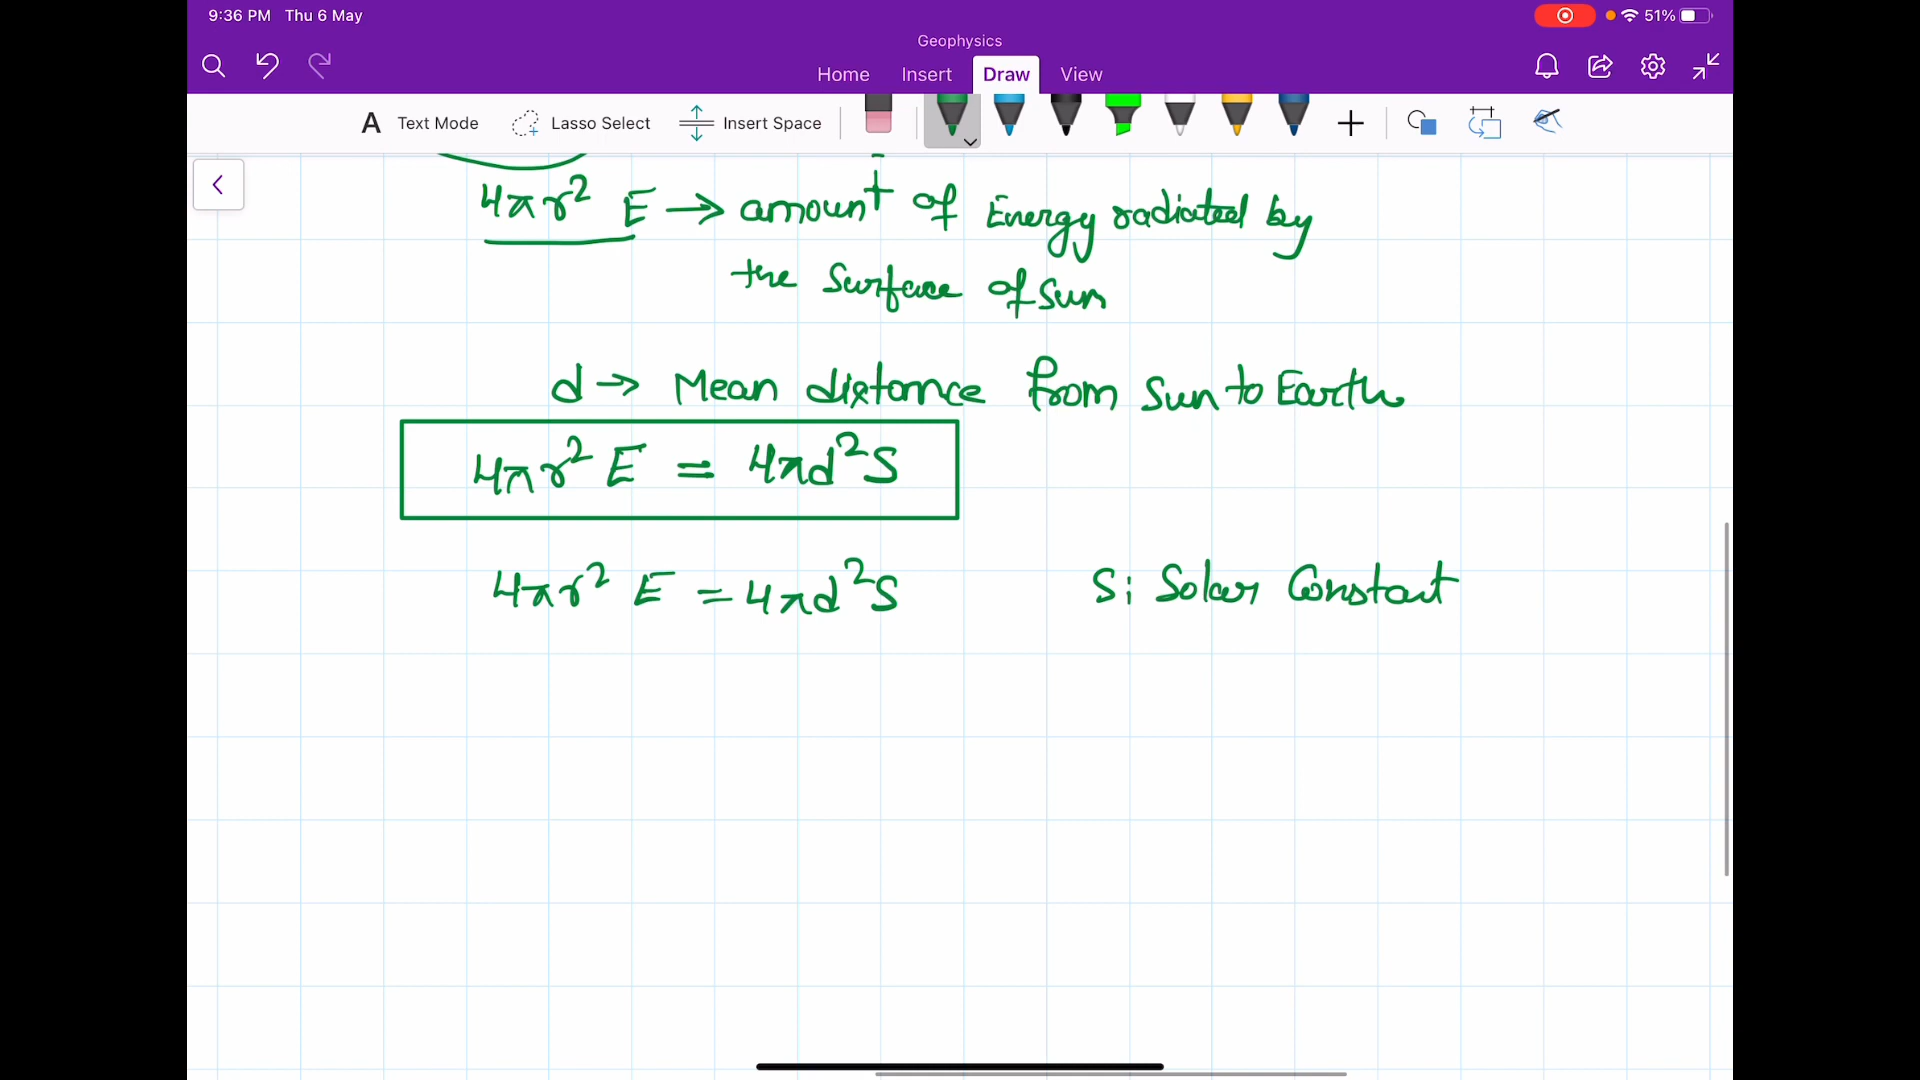 9:36 PM Thu 6 May 51%
Geophysics
Home Insert Draw View
A Text Mode Lasso Select Insert Space
4πr² E → amount of Energy radiated by
the Surface of Sun
d → Mean distance from Sun to Earth
4πr² E = 4πd²S
4πr² E = 4πd²S S: Solar Constant